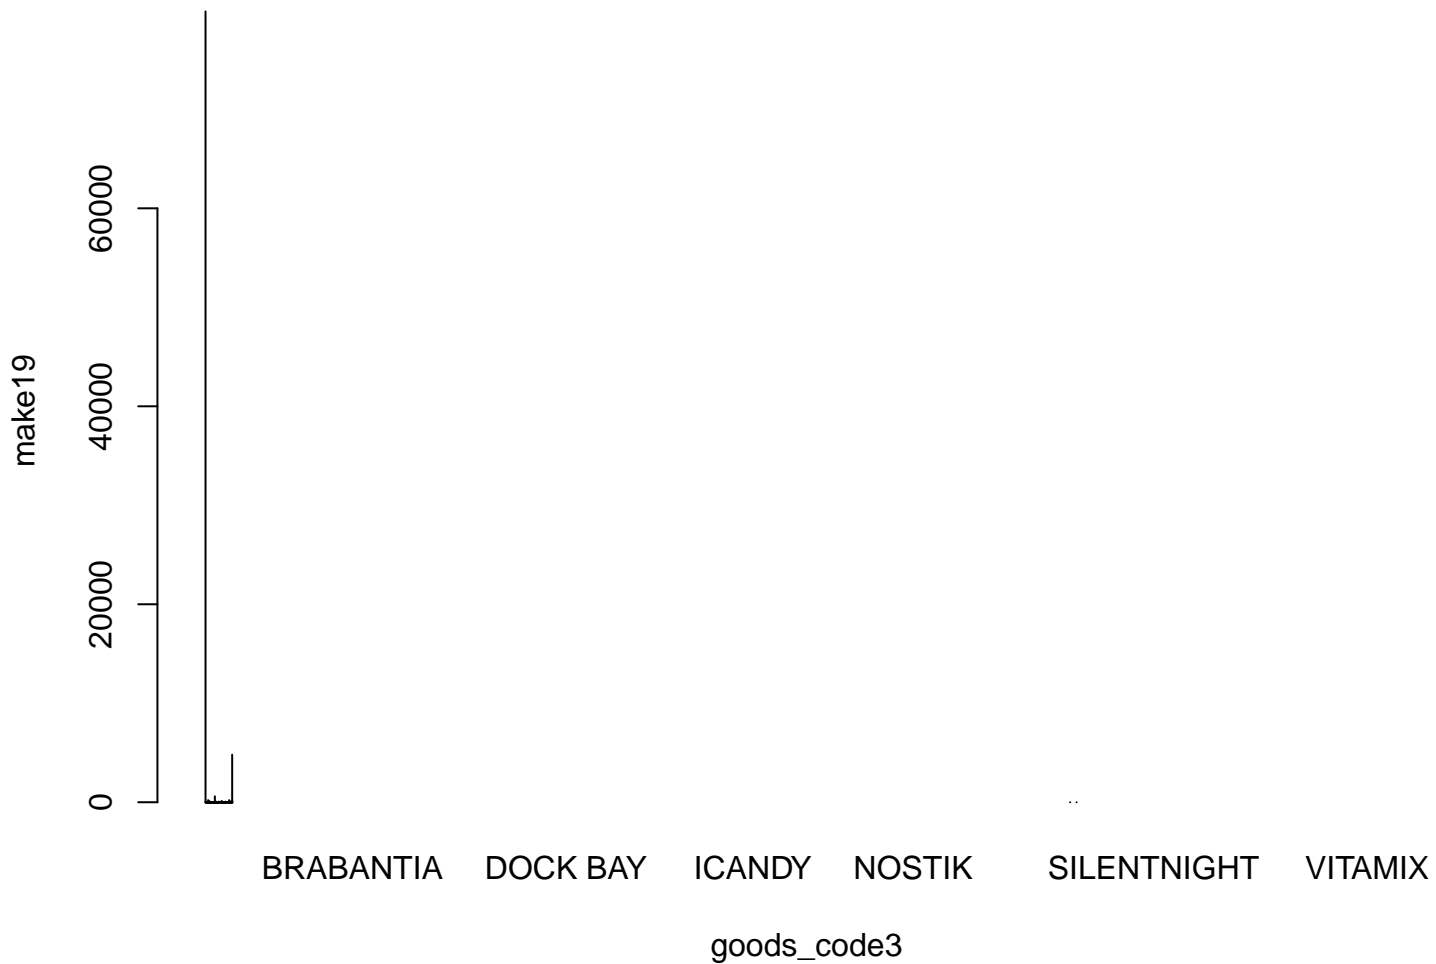 60000
40000
20000
0
make19
BRABANTIA DOCK BAY ICANDY NOSTIK SILENTNIGHT VITAMIX
goods_code3